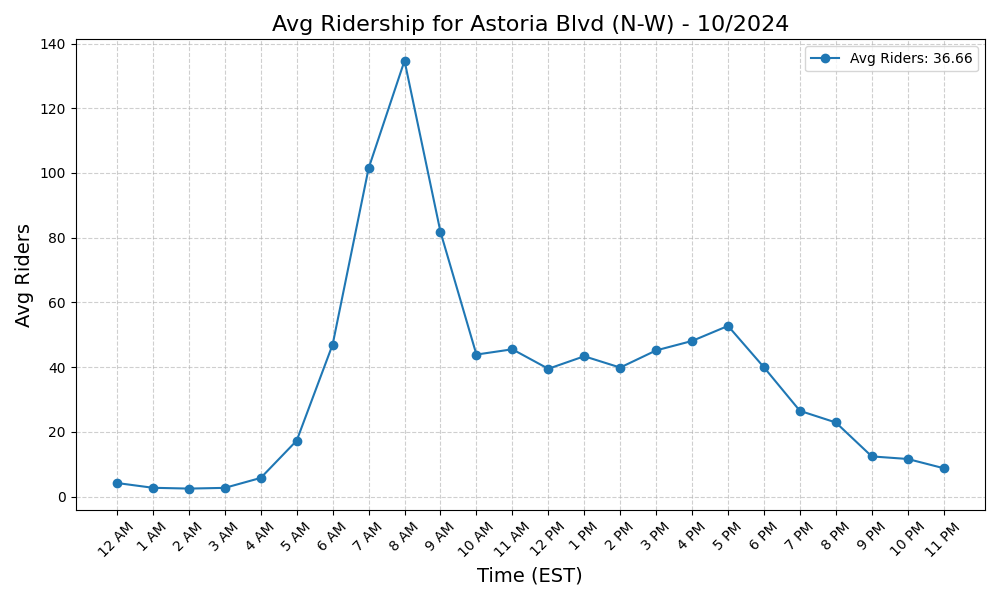 Avg Ridership for Astoria Blvd (N-W) - 10/2024
Avg Riders: 36.66
Avg Riders
140
120
100
80
60
40
20
0
12 AM
1 AM
2 AM
3 AM
4 AM
5 AM
6 AM
7 AM
8 AM
9 AM
10 AM
11 AM
12 PM
1 PM
2 PM
3 PM
4 PM
5 PM
6 PM
7 PM
8 PM
9 PM
10 PM
11 PM
Time (EST)